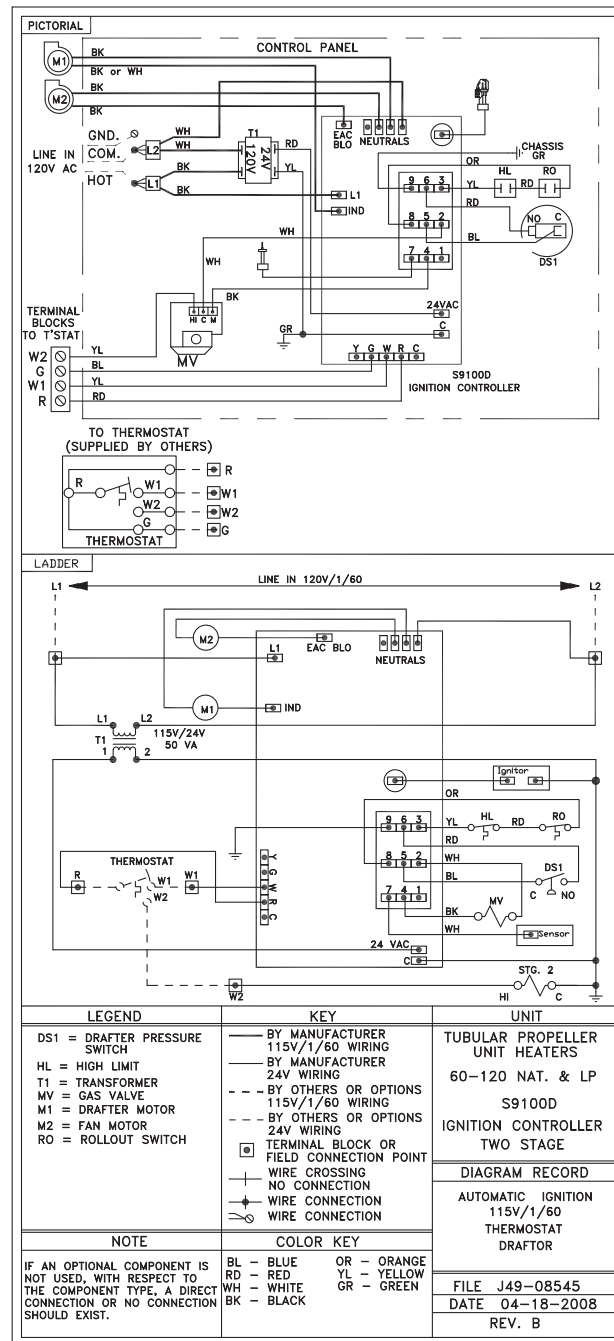 PICTORIAL
CONTROL PANEL
M1
BK
BK or WH
M2
BK
BK
GND.
COM.
LINE IN
120V AC
HOT
L2
L1
WH
WH
BK
BK
T1
120V
24V
RD
YL
EAC
BLO
NEUTRALS
L1
IND
CHASSIS
GR
OR
HL
RO
YL
RD
RD
NO C
BL
DS1
9 6 3
8 5 2
7 4 1
WH
WH
BK
HI C M
MV
GR
24VAC
C
Y G W R C
S9100D
IGNITION CONTROLLER
TERMINAL
BLOCKS
TO T'STAT
W2
YL
G
BL
W1
YL
R
RD
TO THERMOSTAT
(SUPPLIED BY OTHERS)
R
R
W1
W1
W2
W2
G
G
THERMOSTAT
LADDER
L1
LINE IN 120V/1/60
L2
M2
EAC BLO
NEUTRALS
L1
M1
IND
L1
L2
T1
115V/24V
50 VA
1
2
Ignitor
OR
9 6 3
YL
HL
RD
RO
RD
8 5 2
WH
BL
DS1
C
NO
7 4 1
MV
BK
WH
Sensor
THERMOSTAT
R
W1
W1
W2
Y
G
W
R
C
24 VAC
C
W2
STG. 2
HI
C
LEGEND
DS1 = DRAFTER PRESSURE
SWITCH
HL = HIGH LIMIT
T1 = TRANSFORMER
MV = GAS VALVE
M1 = DRAFTER MOTOR
M2 = FAN MOTOR
RO = ROLLOUT SWITCH
KEY
BY MANUFACTURER
115V/1/60 WIRING
BY MANUFACTURER
24V WIRING
BY OTHERS OR OPTIONS
115V/1/60 WIRING
BY OTHERS OR OPTIONS
24V WIRING
TERMINAL BLOCK OR
FIELD CONNECTION POINT
WIRE CROSSING
NO CONNECTION
WIRE CONNECTION
WIRE CONNECTION
UNIT
TUBULAR PROPELLER
UNIT HEATERS
60-120 NAT. & LP
S9100D
IGNITION CONTROLLER
TWO STAGE
DIAGRAM RECORD
AUTOMATIC IGNITION
115V/1/60
THERMOSTAT
DRAFTOR
NOTE
IF AN OPTIONAL COMPONENT IS
NOT USED, WITH RESPECT TO
THE COMPONENT TYPE, A DIRECT
CONNECTION OR NO CONNECTION
SHOULD EXIST.
COLOR KEY
BL - BLUE OR - ORANGE
RD - RED YL - YELLOW
WH - WHITE GR - GREEN
BK - BLACK
FILE J49-08545
DATE 04-18-2008
REV. B